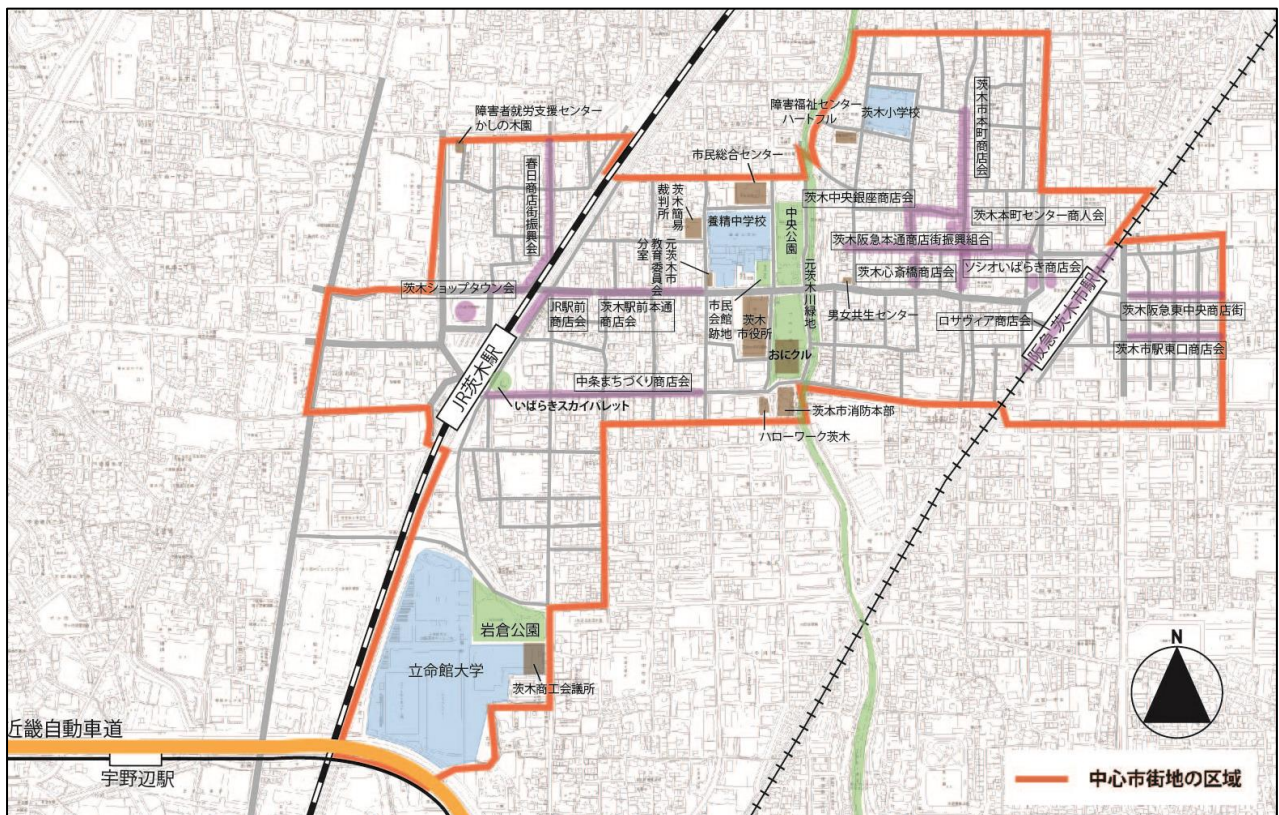 障害者就労支援センター
かしの木園
春日商店街振興会
障害福祉センター
ハートフル
茨木小学校
茨木市本町商店会
市民総合センター
茨木簡易
裁判所
養精中学校
中央公園
茨木中央銀座商店会
茨木本町センター商人会
元茨木市
教育委員会
分室
茨木阪急本通商店街振興組合
茨木心斎橋商店会
ソシオいばらき商店会
茨木ショップタウン会
JR駅前
商店会
茨木駅前本通
商店会
市民
会館
跡地
茨木
市役所
元茨木川緑地
男女共生センター
ロサヴィア商店会
阪急茨木市駅
茨木阪急東中央商店街
茨木市駅東口商店会
おにクル
JR茨木駅
中条まちづくり商店会
いばらきスカイパレット
茨木市消防本部
ハローワーク茨木
岩倉公園
立命館大学
茨木商工会議所
近畿自動車道
宇野辺駅
N
中心市街地の区域